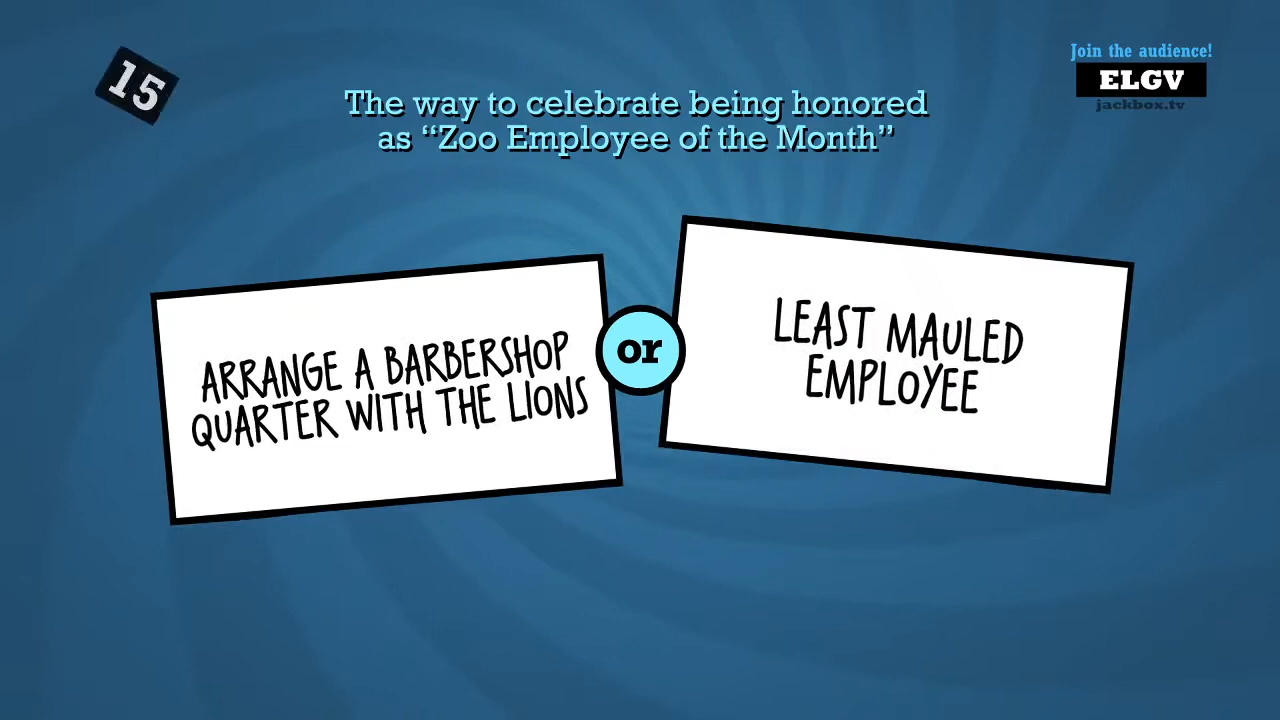 15
Join the audience!
ELGV
jackbox.tv
The way to celebrate being honored
as “Zoo Employee of the Month”
ARRANGE A BARBERSHOP
QUARTER WITH THE LIONS
or
LEAST MAULED
EMPLOYEE